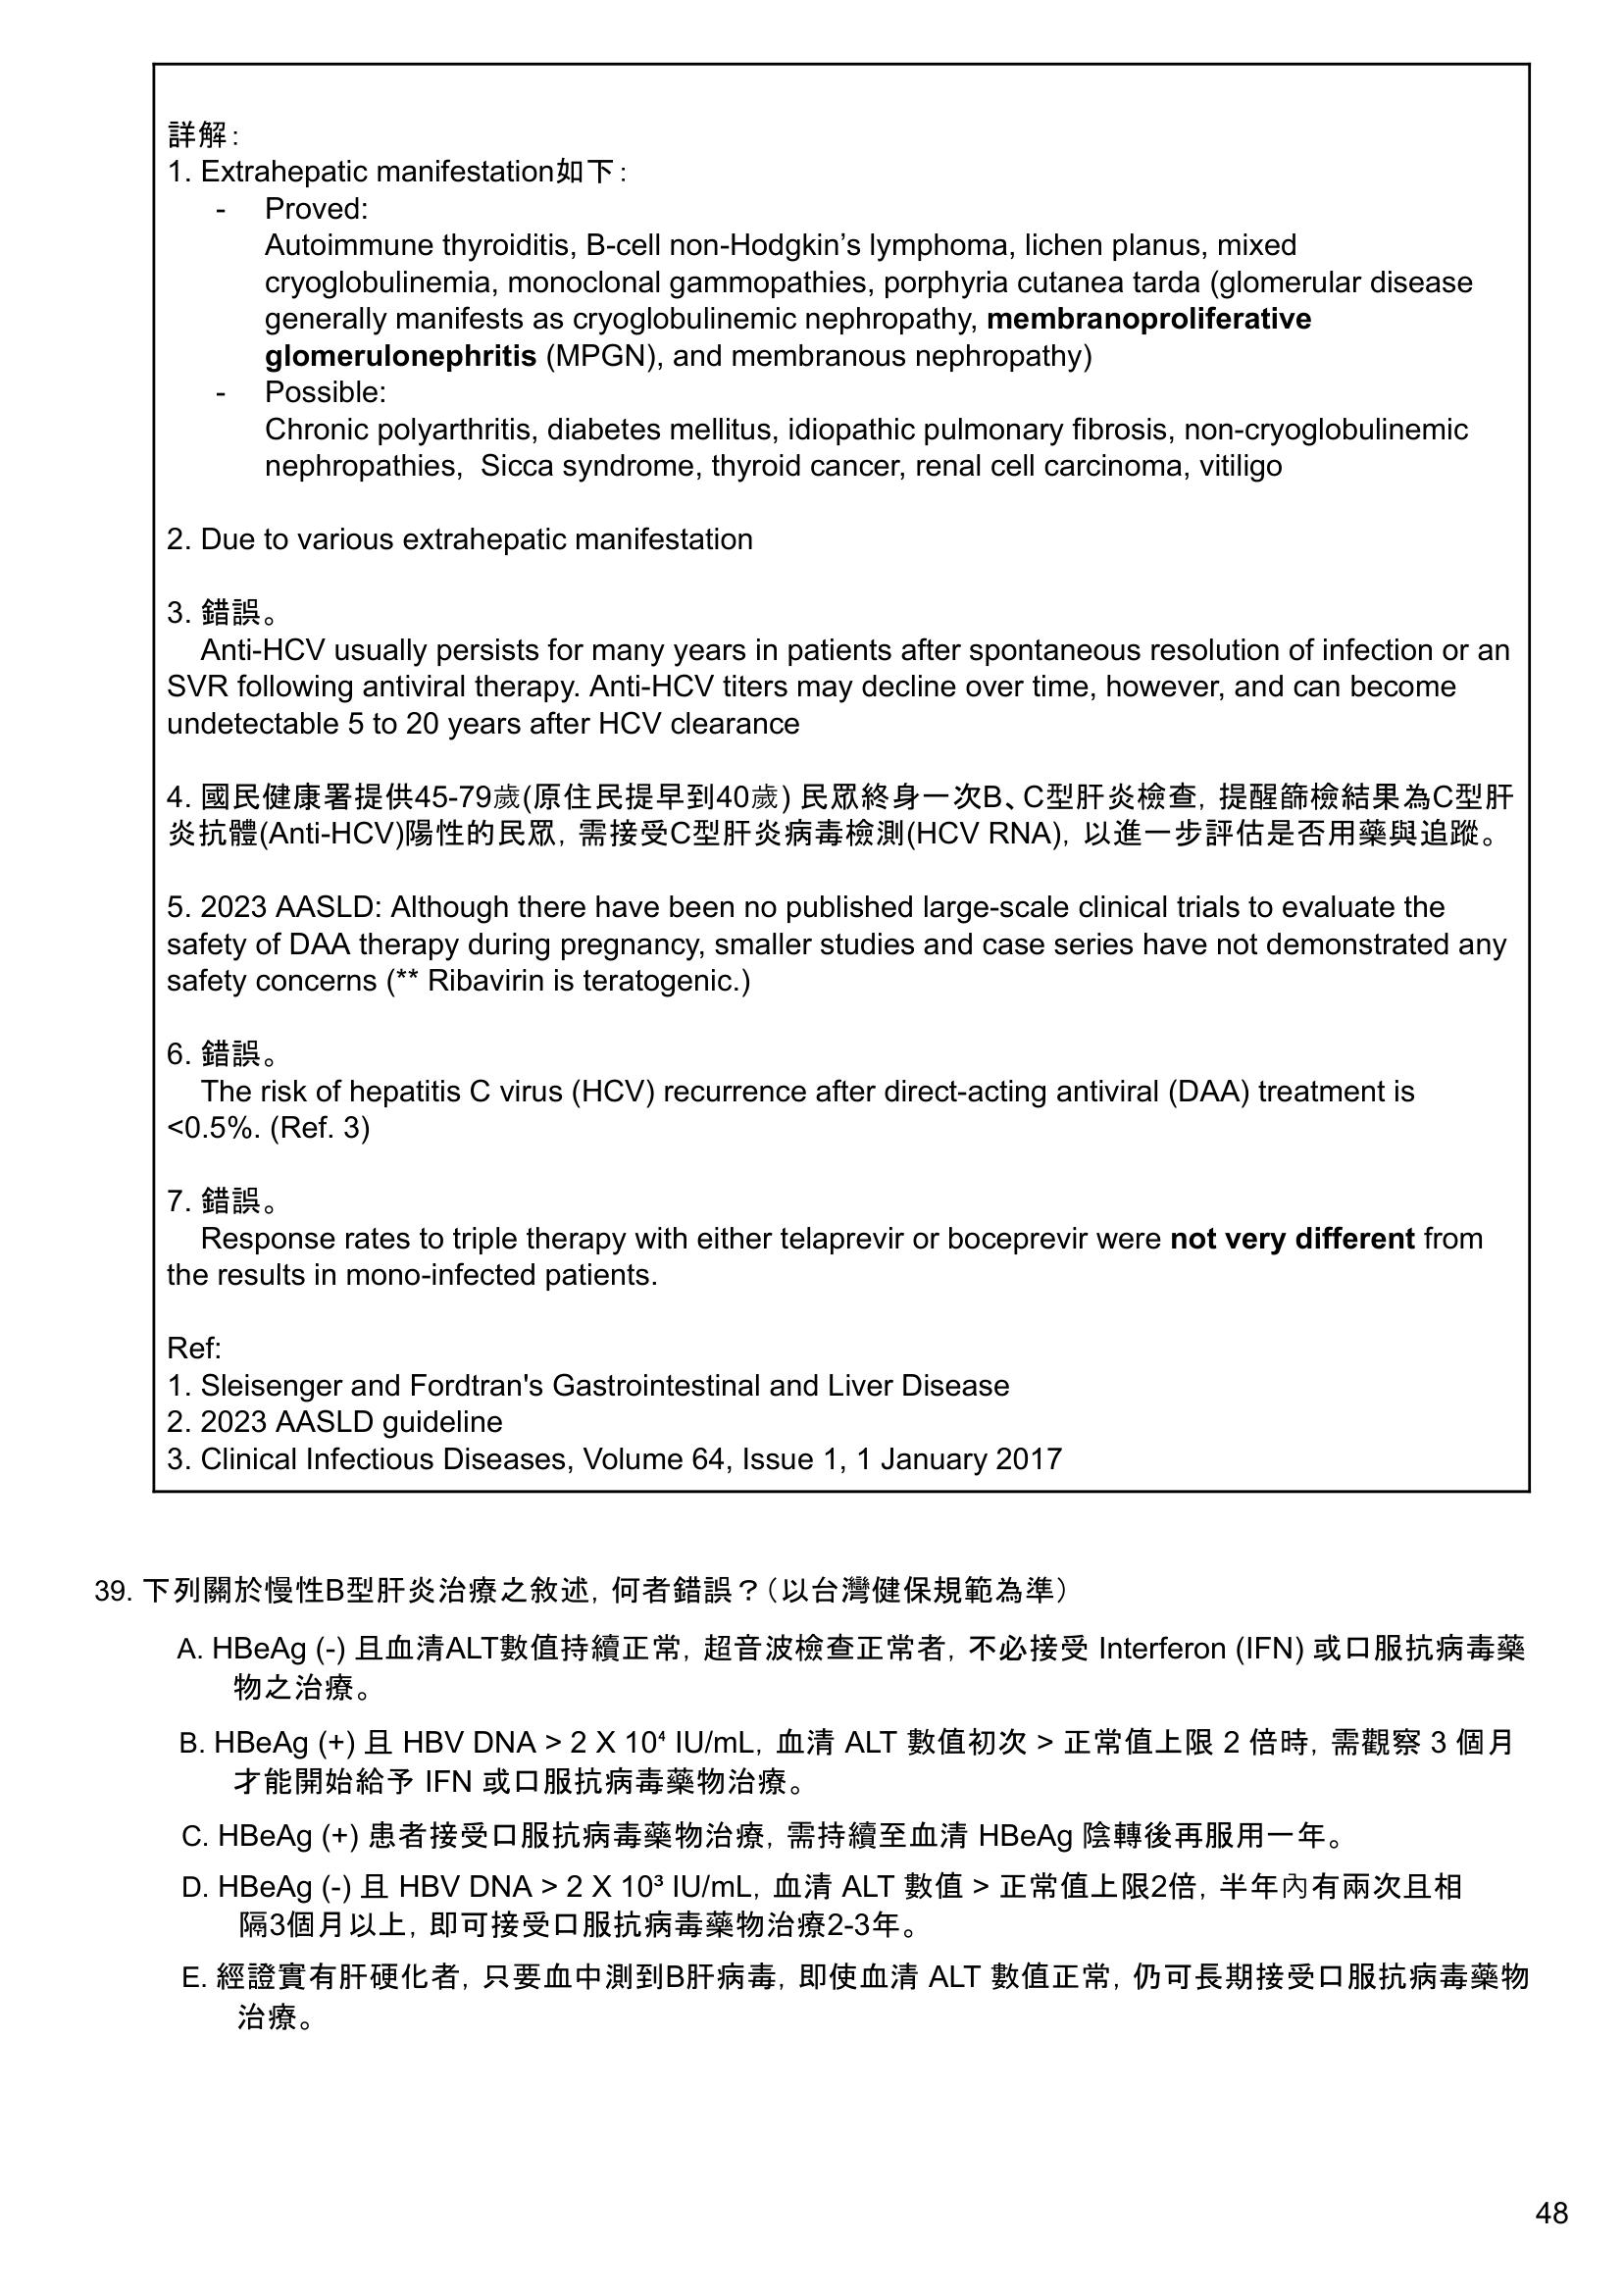 詳解：
1. Extrahepatic manifestation如下：
- Proved:
Autoimmune thyroiditis, B-cell non-Hodgkin’s lymphoma, lichen planus, mixed
cryoglobulinemia, monoclonal gammopathies, porphyria cutanea tarda (glomerular disease
generally manifests as cryoglobulinemic nephropathy, membranoproliferative
glomerulonephritis (MPGN), and membranous nephropathy)
- Possible:
Chronic polyarthritis, diabetes mellitus, idiopathic pulmonary fibrosis, non-cryoglobulinemic
nephropathies, Sicca syndrome, thyroid cancer, renal cell carcinoma, vitiligo
2. Due to various extrahepatic manifestation
3. 錯誤。
Anti-HCV usually persists for many years in patients after spontaneous resolution of infection or an
SVR following antiviral therapy. Anti-HCV titers may decline over time, however, and can become
undetectable 5 to 20 years after HCV clearance
4. 國民健康署提供45-79歲(原住民提早到40歲) 民眾終身一次B、C型肝炎檢查，提醒篩檢結果為C型肝
炎抗體(Anti-HCV)陽性的民眾，需接受C型肝炎病毒檢測(HCV RNA)，以進一步評估是否用藥與追蹤。
5. 2023 AASLD: Although there have been no published large-scale clinical trials to evaluate the
safety of DAA therapy during pregnancy, smaller studies and case series have not demonstrated any
safety concerns (** Ribavirin is teratogenic.)
6. 錯誤。
The risk of hepatitis C virus (HCV) recurrence after direct-acting antiviral (DAA) treatment is
<0.5%. (Ref. 3)
7. 錯誤。
Response rates to triple therapy with either telaprevir or boceprevir were not very different from
the results in mono-infected patients.
Ref:
1. Sleisenger and Fordtran's Gastrointestinal and Liver Disease
2. 2023 AASLD guideline
3. Clinical Infectious Diseases, Volume 64, Issue 1, 1 January 2017
39. 下列關於慢性B型肝炎治療之敘述，何者錯誤？（以台灣健保規範為準）
A. HBeAg (-) 且血清ALT數值持續正常，超音波檢查正常者，不必接受 Interferon (IFN) 或口服抗病毒藥
物之治療。
B. HBeAg (+) 且 HBV DNA > 2 X 10⁴ IU/mL，血清 ALT 數值初次 > 正常值上限 2 倍時，需觀察 3 個月
才能開始給予 IFN 或口服抗病毒藥物治療。
C. HBeAg (+) 患者接受口服抗病毒藥物治療，需持續至血清 HBeAg 陰轉後再服用一年。
D. HBeAg (-) 且 HBV DNA > 2 X 10³ IU/mL，血清 ALT 數值 > 正常值上限2倍，半年內有兩次且相
隔3個月以上，即可接受口服抗病毒藥物治療2-3年。
E. 經證實有肝硬化者，只要血中測到B肝病毒，即使血清 ALT 數值正常，仍可長期接受口服抗病毒藥物
治療。
48